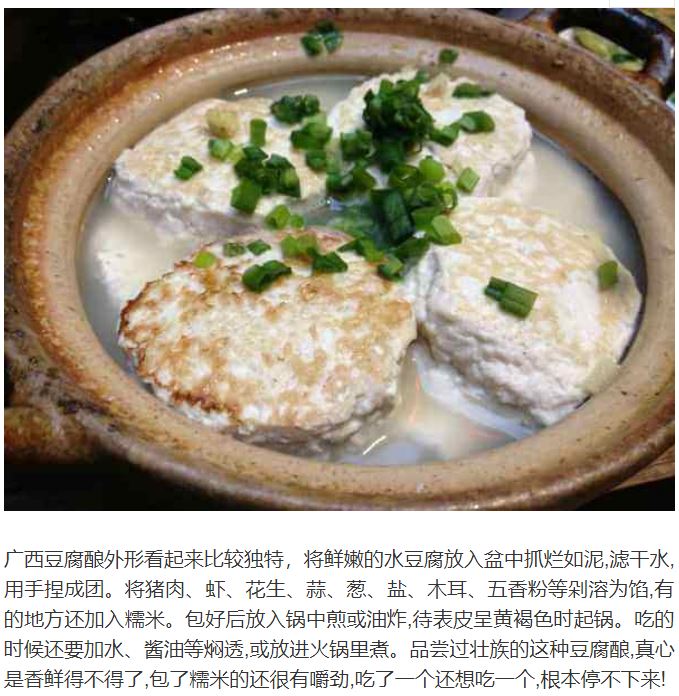 广西豆腐酿外形看起来比较独特，将鲜嫩的水豆腐放入盆中抓烂如泥,滤干水,
用手捏成团。将猪肉、虾、花生、蒜、葱、盐、木耳、五香粉等剁溶为馅,有
的地方还加入糯米。包好后放入锅中煎或油炸,待表皮呈黄褐色时起锅。吃的
时候还要加水、酱油等焖透,或放进火锅里煮。品尝过壮族的这种豆腐酿,真心
是香鲜得不得了,包了糯米的还很有嚼劲,吃了一个还想吃一个,根本停不下来!